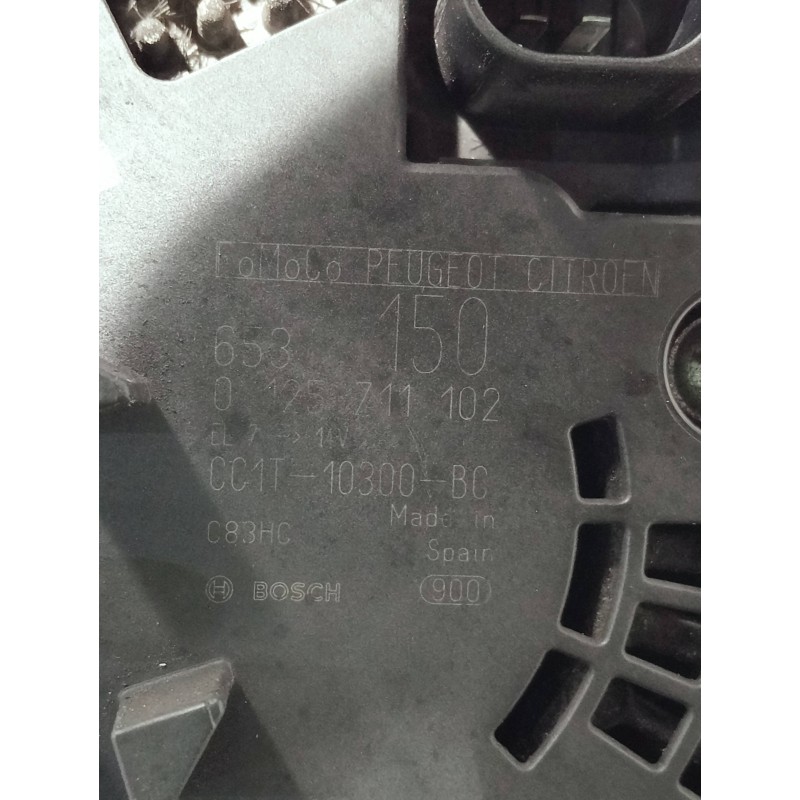 FoMoCo PEUGEOT CITROEN
653 150
0 125 711 102
14V
CC1T-10300-BC
C83HC Made in
Spain
BOSCH 900